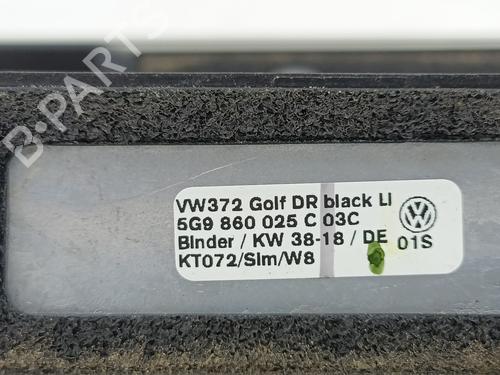 B-PARTS
VW372 Golf DR black LI
5G9 860 025 C 03C
Binder / KW 38-18 / DE
01S
KT072/Slm/W8